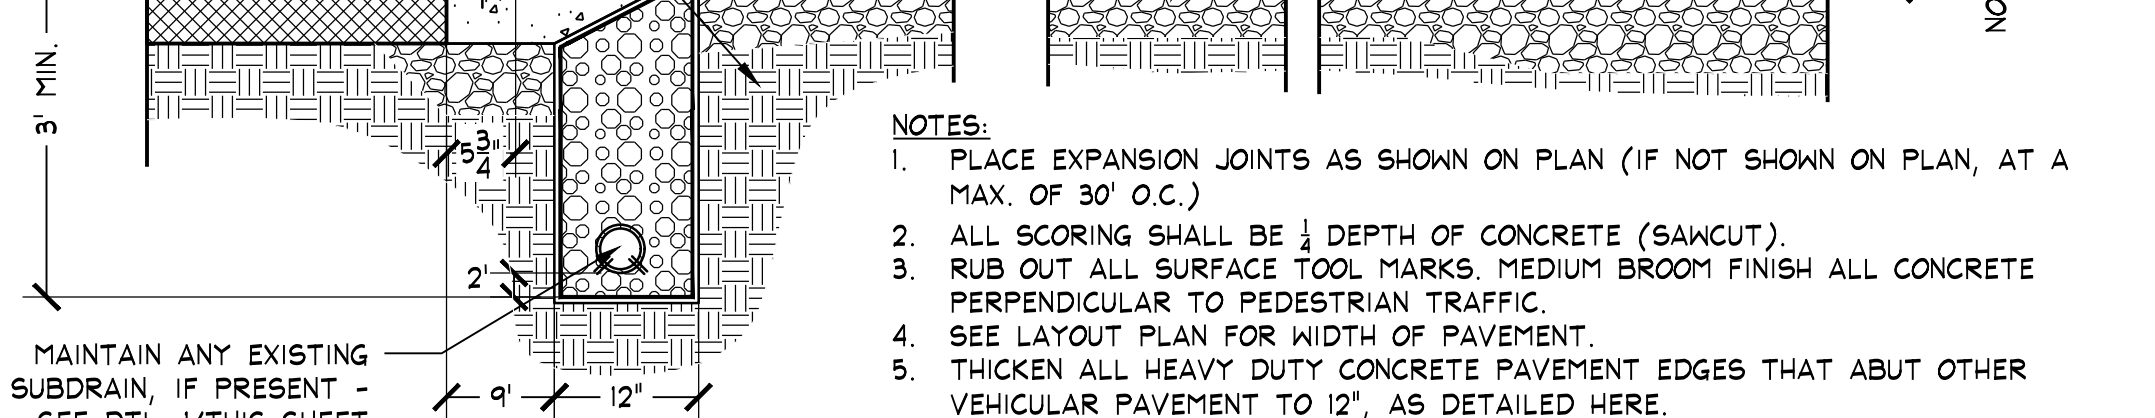 3' MIN.
5 3/4"
2'
MAINTAIN ANY EXISTING
SUBDRAIN, IF PRESENT -
9'
12"
NOTES:
1. PLACE EXPANSION JOINTS AS SHOWN ON PLAN (IF NOT SHOWN ON PLAN, AT A
MAX. OF 30' O.C.)
2. ALL SCORING SHALL BE 1/4 DEPTH OF CONCRETE (SAWCUT).
3. RUB OUT ALL SURFACE TOOL MARKS. MEDIUM BROOM FINISH ALL CONCRETE
PERPENDICULAR TO PEDESTRIAN TRAFFIC.
4. SEE LAYOUT PLAN FOR WIDTH OF PAVEMENT.
5. THICKEN ALL HEAVY DUTY CONCRETE PAVEMENT EDGES THAT ABUT OTHER
VEHICULAR PAVEMENT TO 12", AS DETAILED HERE.
NO